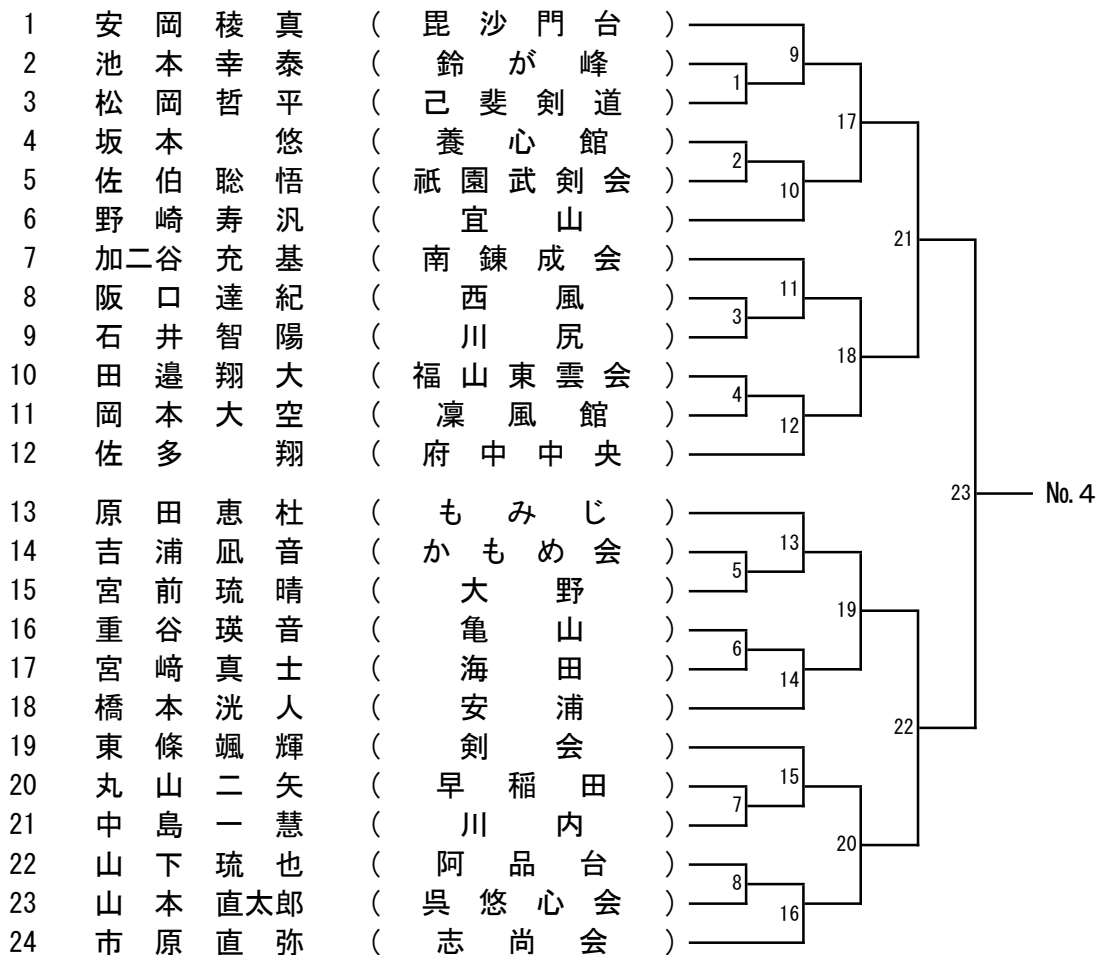 1 安岡稜真 (毘沙門台)
2 池本幸泰 (鈴が峰)
3 松岡哲平 (己斐剣道)
4 坂本悠 (養心館)
5 佐伯聡悟 (祇園武剣会)
6 野崎寿汎 (宜山)
7 加二谷充基 (南錬成会)
8 阪口達紀 (西風)
9 石井智陽 (川尻)
10 田邉翔大 (福山東雲会)
11 岡本大空 (凜風館)
12 佐多翔 (府中中央)
13 原田恵杜 (もみじ)
14 吉浦凪音 (かもめ会)
15 宮前琉晴 (大野)
16 重谷瑛音 (亀山)
17 宮﨑真士 (海田)
18 橋本洸人 (安浦)
19 東條颯輝 (剣会)
20 丸山二矢 (早稲田)
21 中島一慧 (川内)
22 山下琉也 (阿品台)
23 山本直太郎 (呉悠心会)
24 市原直弥 (志尚会)
1
2
3
4
5
6
7
8
9
10
11
12
13
14
15
16
17
18
19
20
21
22
23
№.4